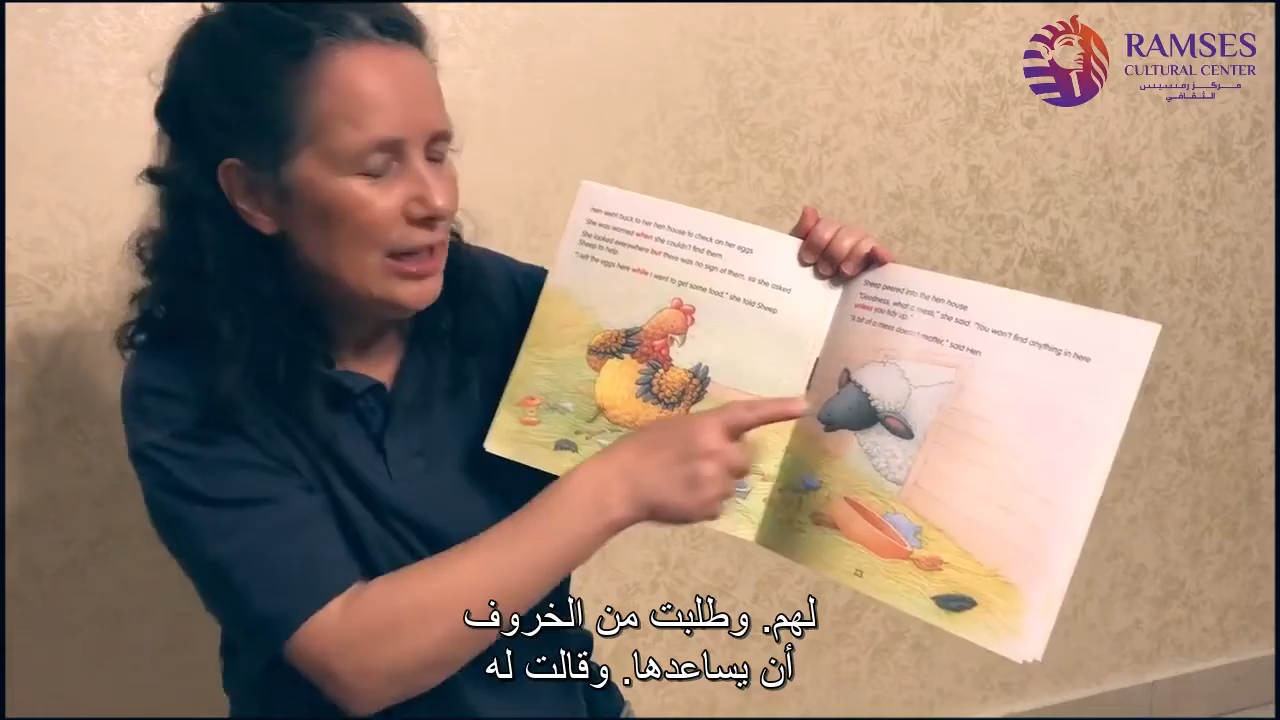 RAMSES
CULTURAL CENTER
مركز رمسيس
الثقافي
Hen went back to her hen house to check on her eggs.
She was worried when she couldn't find them.
She looked everywhere but there was no sign of them, so she asked
Sheep to help.
"I left the eggs here while I went to get some food," she told Sheep.
Sheep peered into the hen house.
"Goodness, what a mess," she said. "You won't find anything in here
unless you tidy up."
"A bit of a mess doesn't matter," said Hen.
لهم. وطلبت من الخروف
أن يساعدها. وقالت له